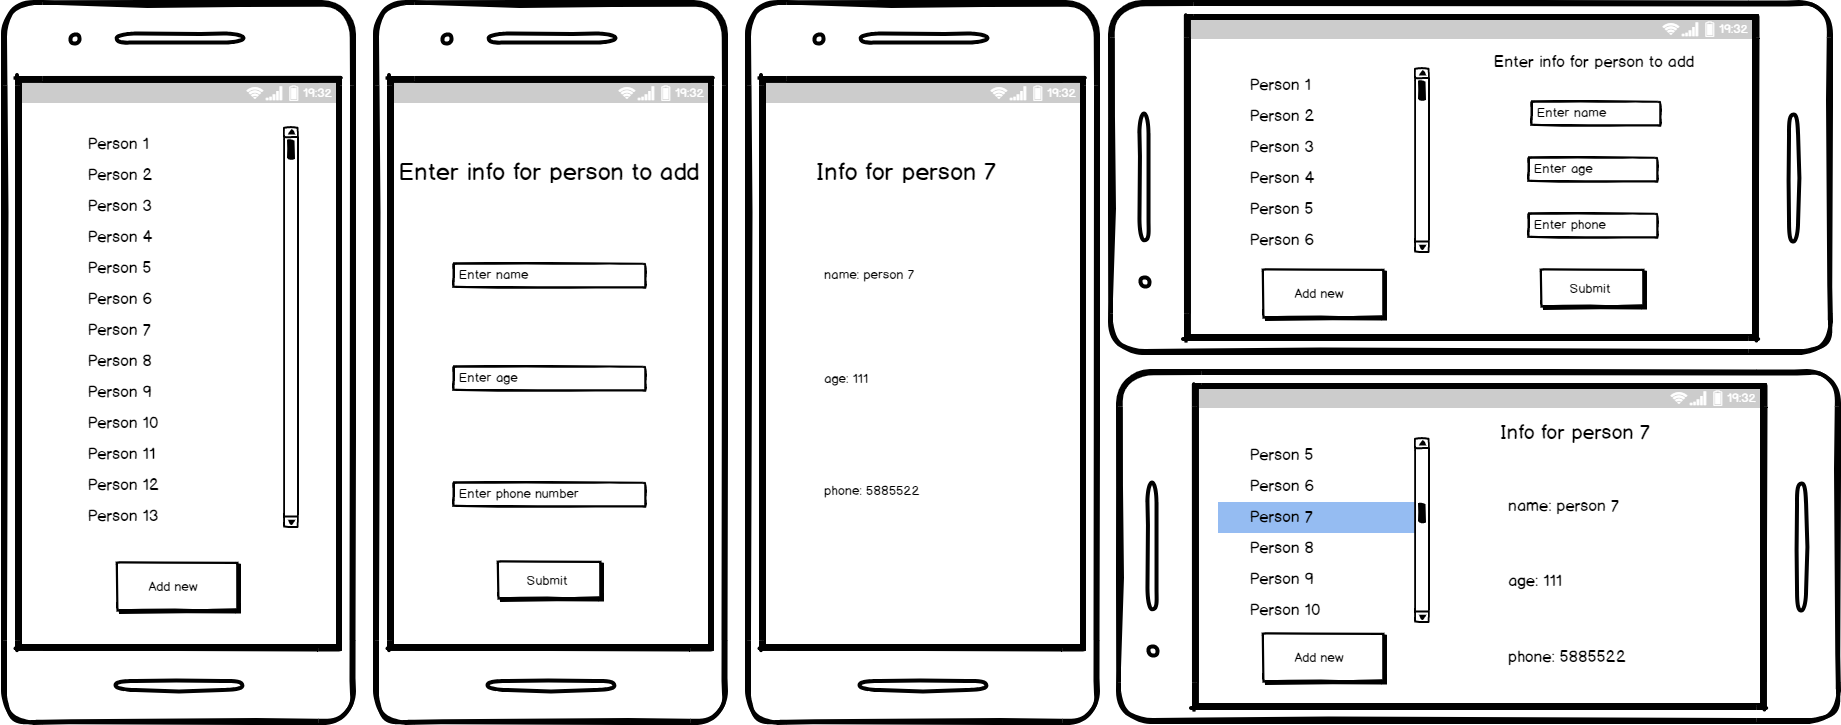 19:32
Person 1
Person 2
Person 3
Person 4
Person 5
Person 6
Person 7
Person 8
Person 9
Person 10
Person 11
Person 12
Person 13
Add new
19:32
Enter info for person to add
Enter name
Enter age
Enter phone number
Submit
19:32
Info for person 7
name: person 7
age: 111
phone: 5885522
19:32
Person 1
Person 2
Person 3
Person 4
Person 5
Person 6
Add new
Enter info for person to add
Enter name
Enter age
Enter phone
Submit
19:32
Person 5
Person 6
Person 7
Person 8
Person 9
Person 10
Add new
Info for person 7
name: person 7
age: 111
phone: 5885522